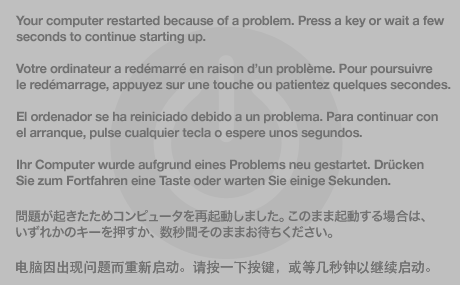 Your computer restarted because of a problem. Press a key or wait a few
seconds to continue starting up.
Votre ordinateur a redémarré en raison d'un problème. Pour poursuivre
le redémarrage, appuyez sur une touche ou patientez quelques secondes.
El ordenador se ha reiniciado debido a un problema. Para continuar con
el arranque, pulse cualquier tecla o espere unos segundos.
Ihr Computer wurde aufgrund eines Problems neu gestartet. Drücken
Sie zum Fortfahren eine Taste oder warten Sie einige Sekunden.
問題が起きたためコンピュータを再起動しました。このまま起動する場合は、
いずれかのキーを押すか、数秒間そのままお待ちください。
电脑因出现问题而重新启动。请按一下按键，或等几秒钟以继续启动。